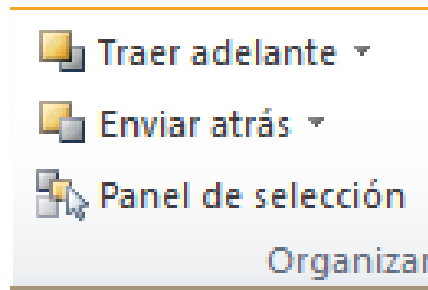 Traer adelante
Enviar atrás
Panel de selección
Organizar